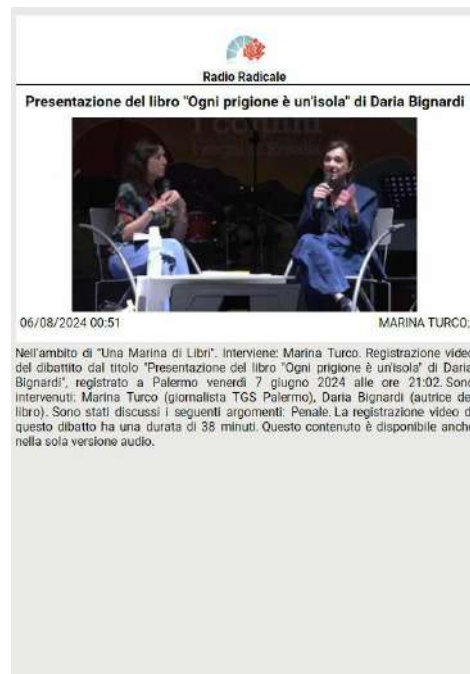 Radio Radicale
Presentazione del libro "Ogni prigione è un'isola" di Daria Bignardi
06/08/2024 00:51
MARINA TURCO;
Nell'ambito di "Una Marina di Libri". Interviene: Marina Turco. Registrazione video
del dibattito dal titolo "Presentazione del libro "Ogni prigione è un'isola" di Daria
Bignardi", registrato a Palermo venerdì 7 giugno 2024 alle ore 21:02. Sono
intervenuti: Marina Turco (giornalista TGS Palermo), Daria Bignardi (autrice del
libro). Sono stati discussi i seguenti argomenti: Penale. La registrazione video di
questo dibatto ha una durata di 38 minuti. Questo contenuto è disponibile anche
nella sola versione audio.